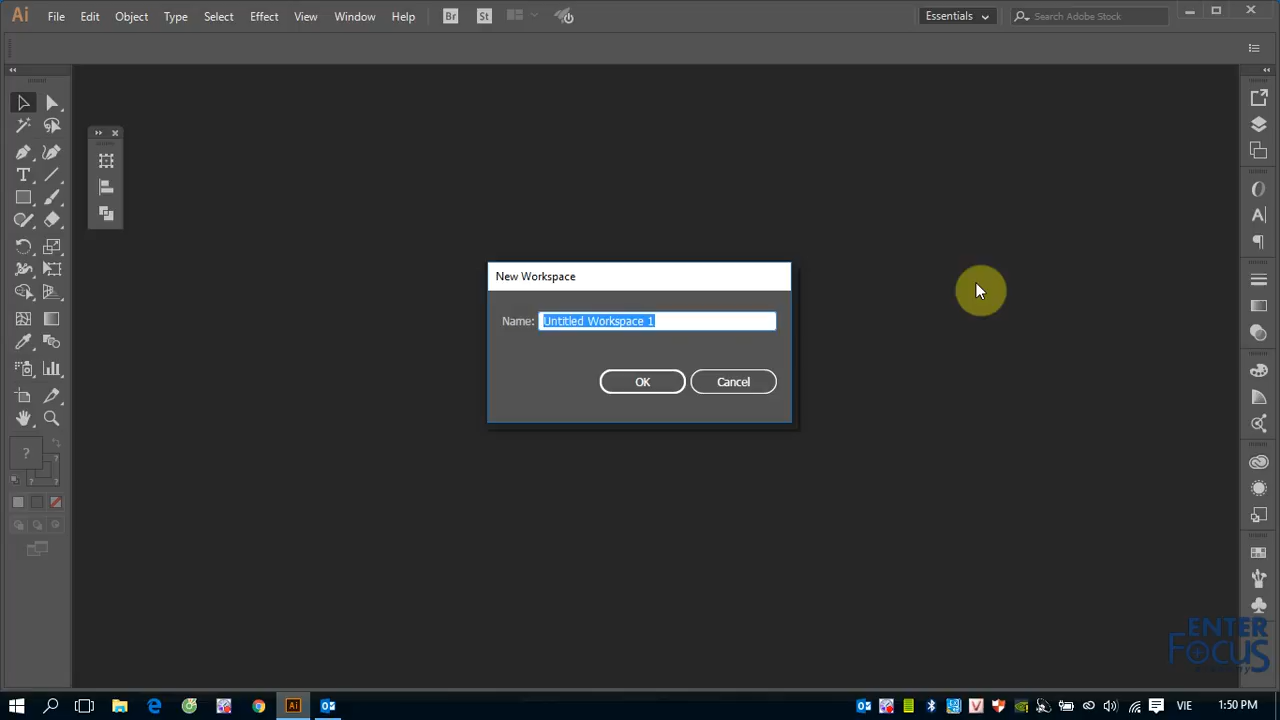 Ai File Edit Object Type Select Effect View Window Help Br St Essentials Search Adobe Stock
New Workspace
Name: Untitled Workspace 1
OK Cancel
ENTER
FOCUS
Ai VIE 1:50 PM